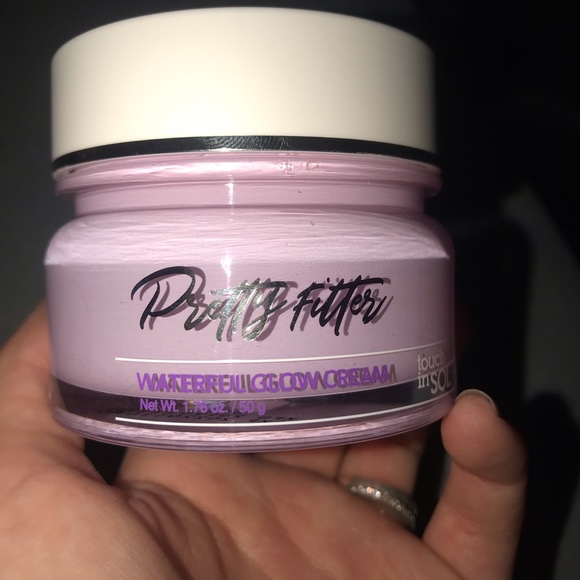 Pretty Filter
WATERFUL GLOW CREAM
Net Wt. 1.76 oz. / 50 g
touch
in SOL